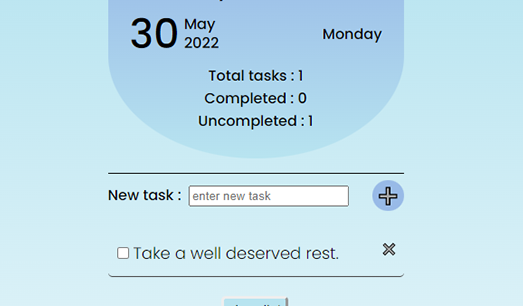 30 May
2022
Monday
Total tasks : 1
Completed : 0
Uncompleted : 1
New task :
enter new task
Take a well deserved rest.